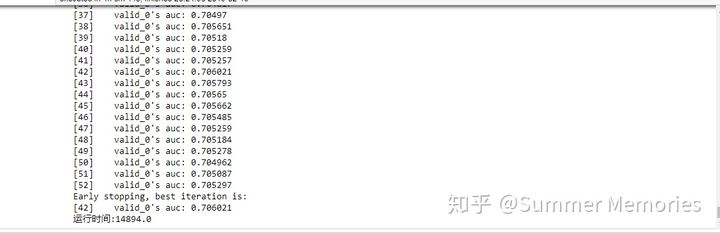 [37]    valid_0's auc: 0.70497
[38]    valid_0's auc: 0.705651
[39]    valid_0's auc: 0.70518
[40]    valid_0's auc: 0.705259
[41]    valid_0's auc: 0.705257
[42]    valid_0's auc: 0.706021
[43]    valid_0's auc: 0.705793
[44]    valid_0's auc: 0.70565
[45]    valid_0's auc: 0.705662
[46]    valid_0's auc: 0.705485
[47]    valid_0's auc: 0.705259
[48]    valid_0's auc: 0.705184
[49]    valid_0's auc: 0.705278
[50]    valid_0's auc: 0.704962
[51]    valid_0's auc: 0.705087
[52]    valid_0's auc: 0.705297
Early stopping, best iteration is:
[42]    valid_0's auc: 0.706021
运行时间:14894.0
知乎 @Summer Memories